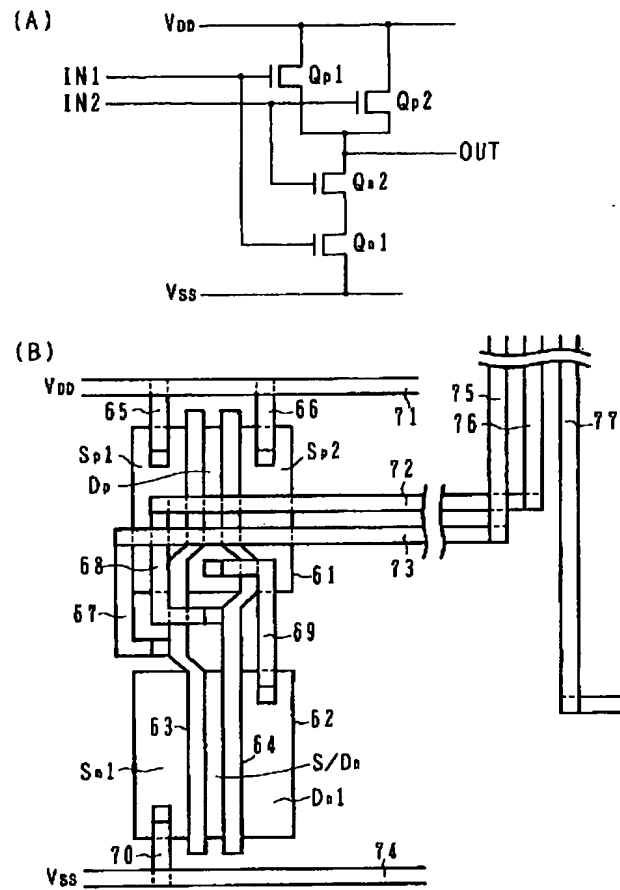 (A)
VDD
IN1
Qp1
IN2
Qp2
OUT
Qn2
Qn1
VSS
(B)
VDD
65
66
71
75
76
77
Sp1
Sp2
Dp
72
68
73
61
67
69
63
62
64
S/Dn
Sn1
Dn1
70
74
VSS